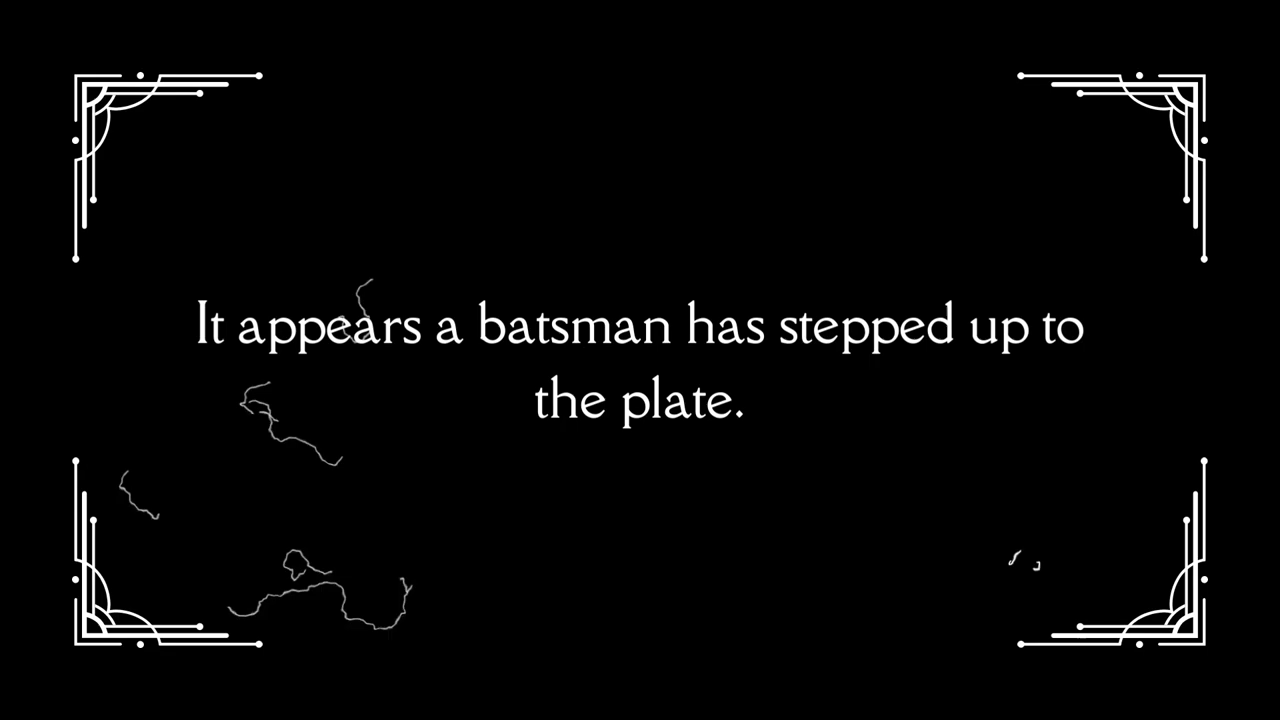 It appears a batsman has stepped up to
the plate.